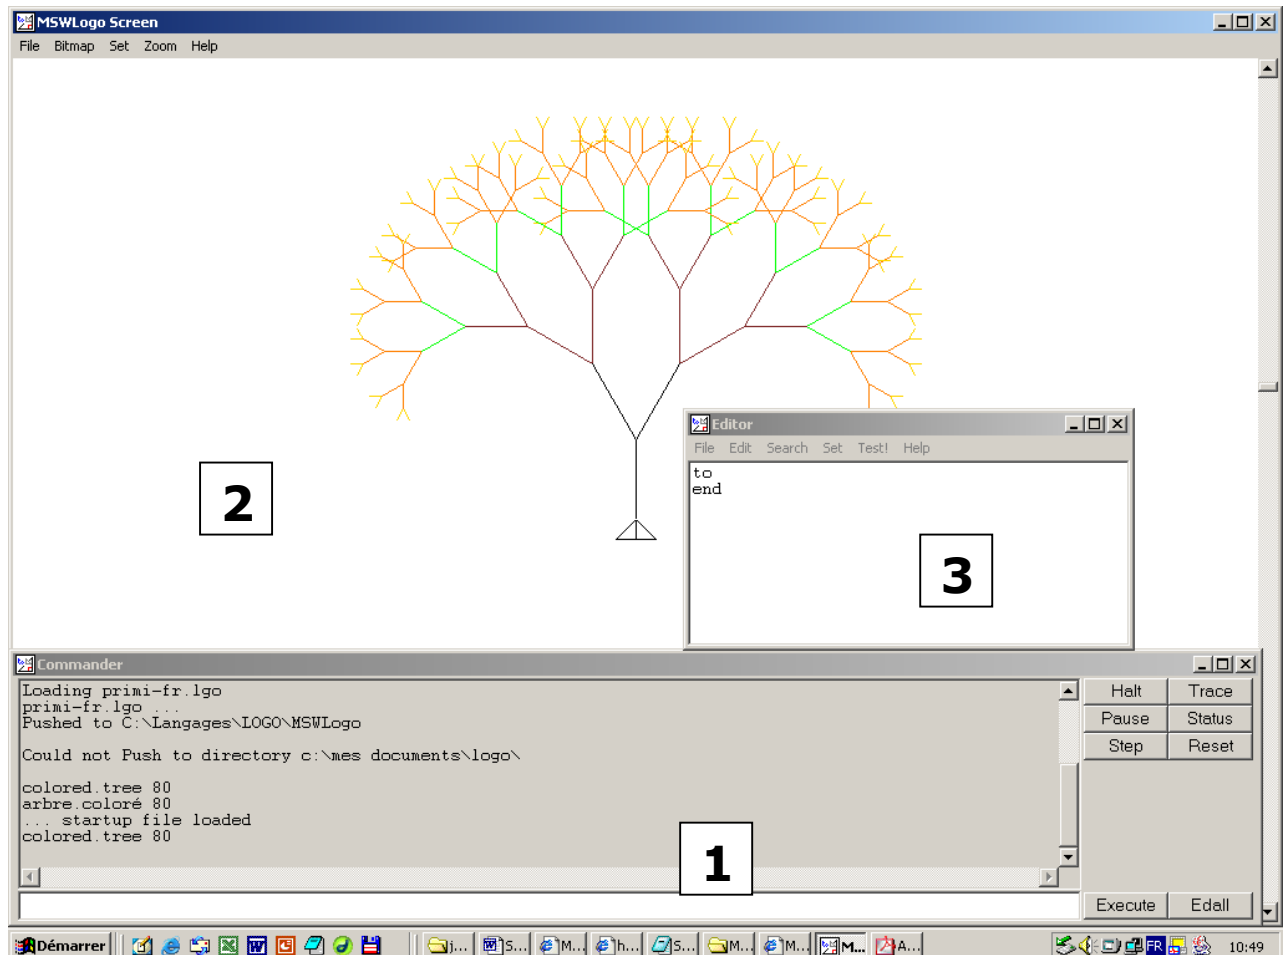 MSWLogo Screen
File Bitmap Set Zoom Help
2
Editor
File Edit Search Set Test! Help
to
end
3
Commander
Loading primi-fr.lgo
primi-fr.lgo ...
Pushed to C:\Langages\LOGO\MSWLogo
Could not Push to directory c:\mes documents\logo\
colored.tree 80
arbre.coloré 80
... startup file loaded
colored.tree 80
1
Halt Trace
Pause Status
Step Reset
Execute Edall
Démarrer j... S... M... h... S... M... M... M... A... FR 10:49